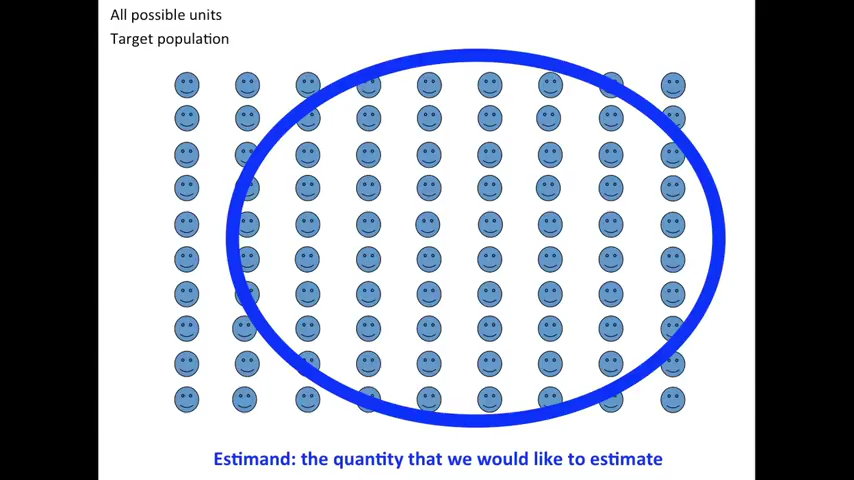 All possible units
Target population
Estimand: the quantity that we would like to estimate